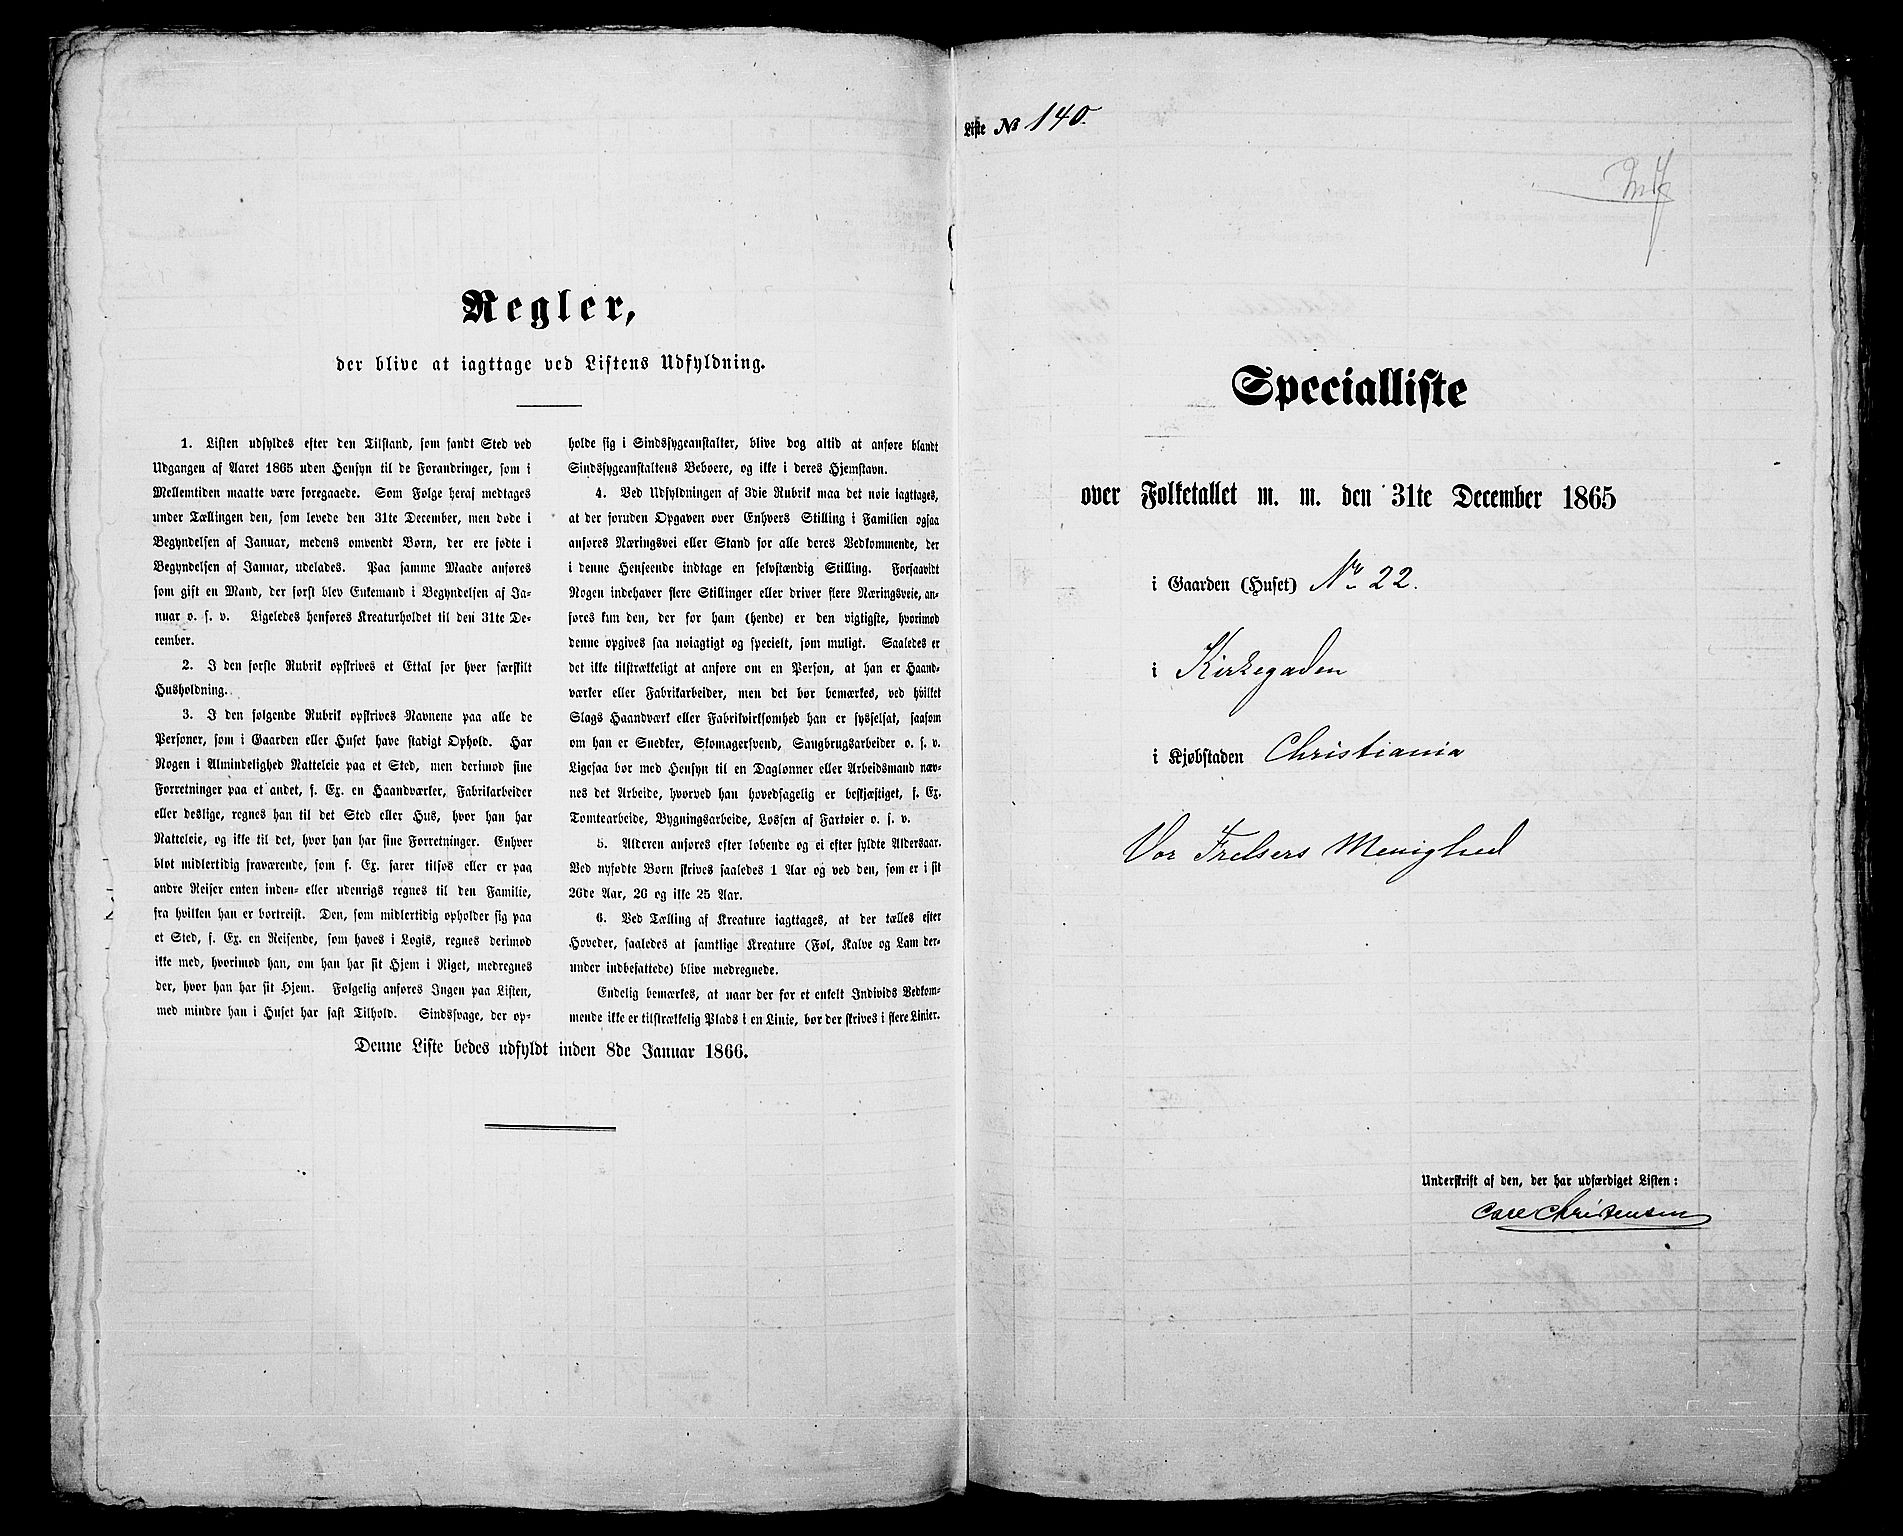 Regler,
der blive at iagttage ved Listens Udfyldning.
1. Listen udfyldes efter den Tilstand, som fandt Sted ved
Udgangen af Aaret 1865 uden Hensyn til de Forandringer, som i
Mellemtiden maatte være foregaaede. Som Følge heraf medtages
under Tællingen den, som levede den 31te December, men døde i
Begyndelsen af Januar, medens omvendt Børn, der ere fødte i
Begyndelsen af Januar, udelades. Paa samme Maade anføres
som gift en Mand, der først blev Enkemand i Begyndelsen af Ja-
nuar o. s. v. Ligeledes henføres Kreaturholdet til den 31te De-
cember.
2. I den første Rubrik opskrives et Ettal for hver særskilt
Husholdning.
3. I den følgende Rubrik opskrives Navnene paa alle de
Personer, som i Gaarden eller Huset have stadigt Ophold. Har
Nogen i Almindelighed Natteleie paa et Sted, men derimod sine
Forretninger paa et andet, f. Ex. en Haandværker, Fabrikarbeider
eller deslige, regnes han til det Sted eller Hus, hvor han har
Natteleie, og ikke til det, hvor han har sine Forretninger. Enhver
blot midlertidig fraværende, som f. Ex. farer tilsøs eller er paa
andre Reiser enten inden- eller udenrigs regnes til den Familie,
fra hvilken han er bortreist. Den, som midlertidig opholder sig paa
et Sted, f. Ex. en Reisende, som haves i Logis, regnes derimod
ikke med, hvorimod han, om han har sit Hjem i Riget, medregnes
der, hvor han har sit Hjem. Følgelig anføres Ingen paa Listen,
med mindre han i Huset har fast Tilhold. Sindssvage, der op-
holde sig i Sindssygeanstalter, blive dog altid at anføre blandt
Sindssygeanstaltens Beboere, og ikke i deres Hjemstavn.
4. Ved Udfyldningen af 3die Rubrik maa det nøie iagttages,
at der foruden Opgaven over Enhvers Stilling i Familien ogsaa
anføres Næringsvei eller Stand for alle deres Vedkommende, der
i denne Henseende indtage en selvstændig Stilling. Forsaavidt
Nogen indehaver flere Stillinger eller driver flere Næringsveie, an-
føres kun den, der for ham (hende) er den vigtigste, hvorimod
denne opgives saa nøiagtigt og specielt, som muligt. Saaledes er
det ikke tilstrækkeligt at anføre om en Person, at han er Haand-
værker eller Fabrikarbeider, men det bør bemærkes, ved hvilket
Slags Haandværk eller Fabrikvirksomhed han er sysselsat, saasom
om han er Snedker, Skomagersvend, Saugbrugsarbeider o. s. v.
Ligesaa bør med Hensyn til en Daglønner eller Arbeidsmand næv-
nes det Arbeide, hvorved han hovedsagelig er beskjæftiget, f. Ex.
Tomtearbeide, Bygningsarbeide, Lossen af Fartøier o. s. v.
5. Alderen anføres efter løbende og ei efter fyldte Aldersaar.
Ved nyfødte Børn skrives saaledes 1 Aar og ved den, som er i sit
26de Aar, 26 og ikke 25 Aar.
6. Ved Tælling af Kreature iagttages, at der tælles efter
Hoveder, saaledes at samtlige Kreature (Føl, Kalve og Lam der-
under indbefattede) blive medregnede.
Endelig bemærkes, at naar der for et enkelt Individs Vedkom-
mende ikke er tilstrækkelig Plads i en Linie, bør der skrives i flere Linier.
Denne Liste bedes udfyldt inden 8de Januar 1866.
Liste № 140.
Specialliste
over Folketallet m. m. den 31te December 1865
i Gaarden (Huset) Nr 22.
i Kirkegaden
i Kjøbstaden Christiania
Vor Frelsers Menighed
Underskrift af den, der har udfærdiget Listen:
Carl Christensen